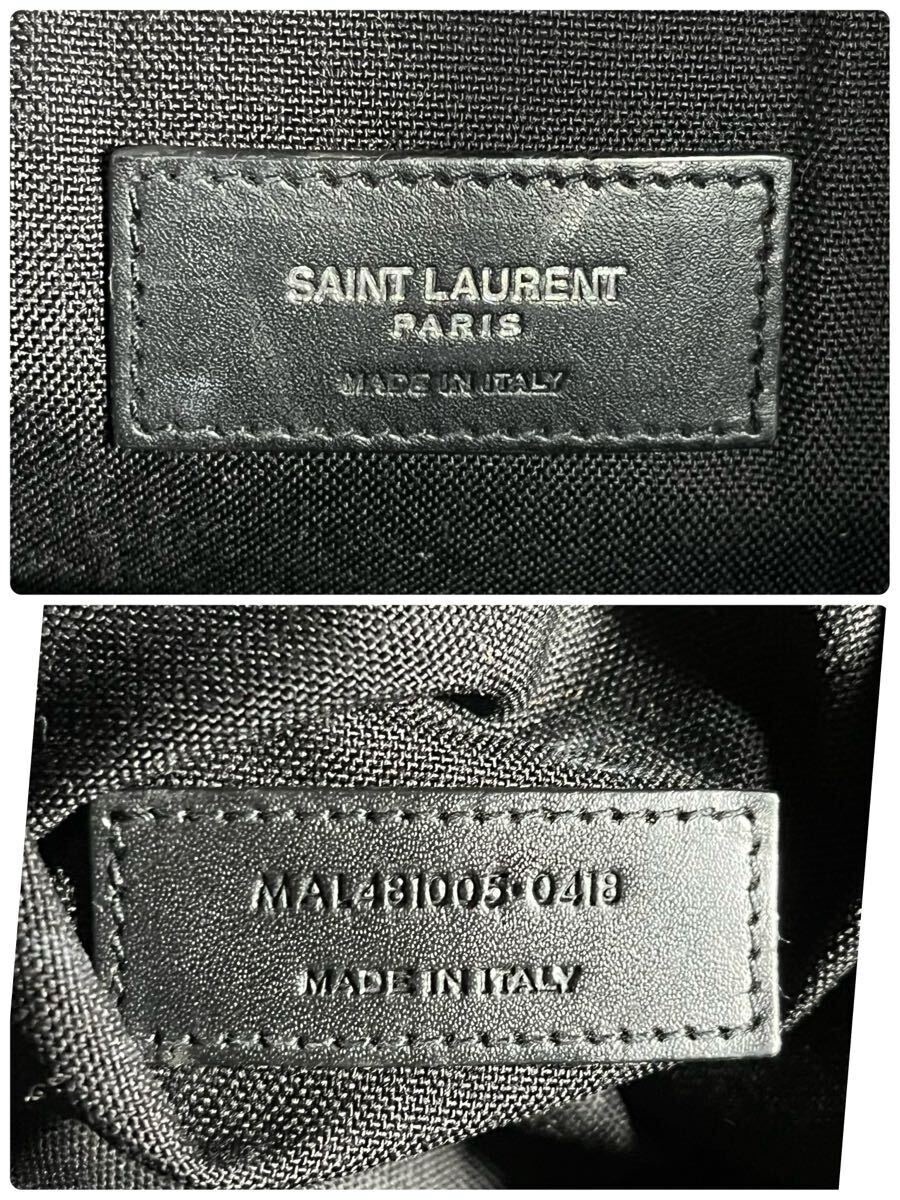 SAINT LAURENT
PARIS
MADE IN ITALY
MAL481005·0418
MADE IN ITALY